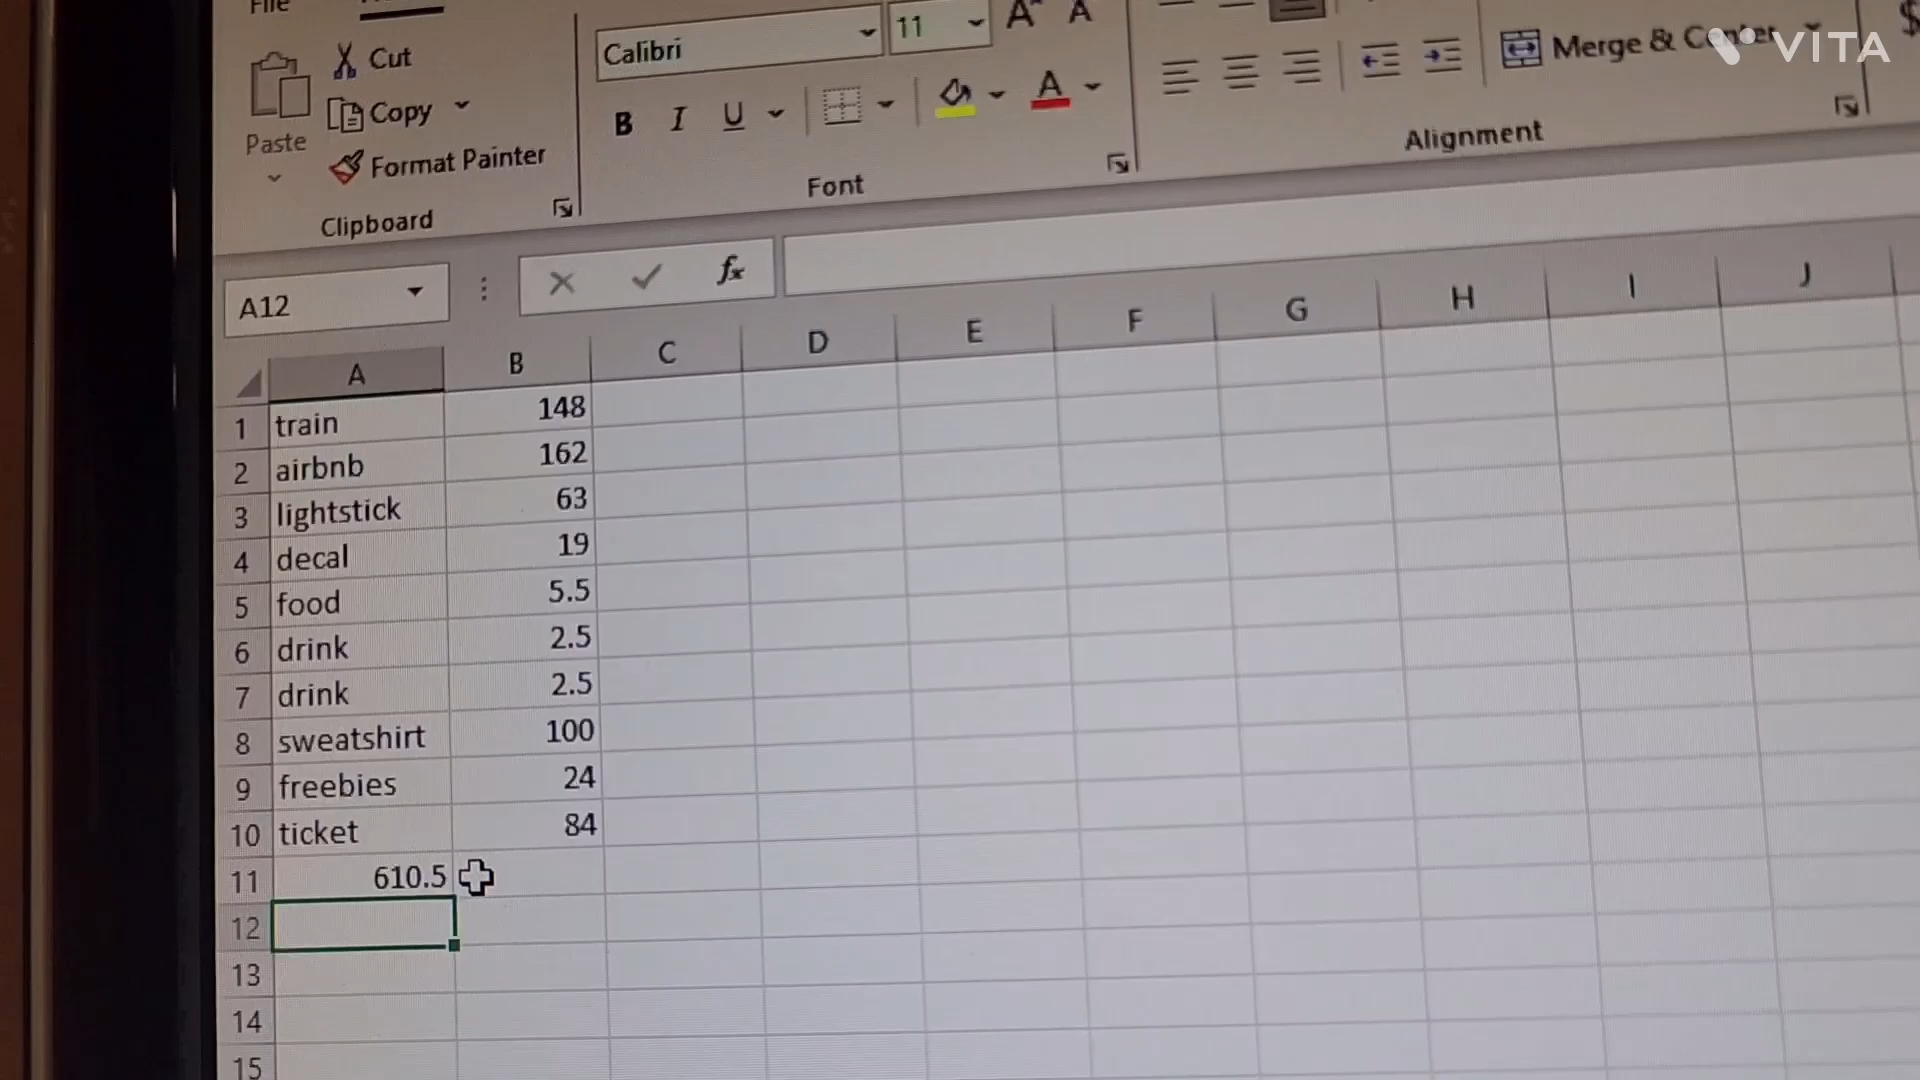 File
Cut
Copy
Format Painter
Paste
Clipboard
Calibri
11
A A
B I U
A
Font
Merge & Center
Alignment
$
VITA
A12
fx
A B C D E F G H I J
1 train 148
2 airbnb 162
3 lightstick 63
4 decal 19
5 food 5.5
6 drink 2.5
7 drink 2.5
8 sweatshirt 100
9 freebies 24
10 ticket 84
11 610.5
12
13
14
15